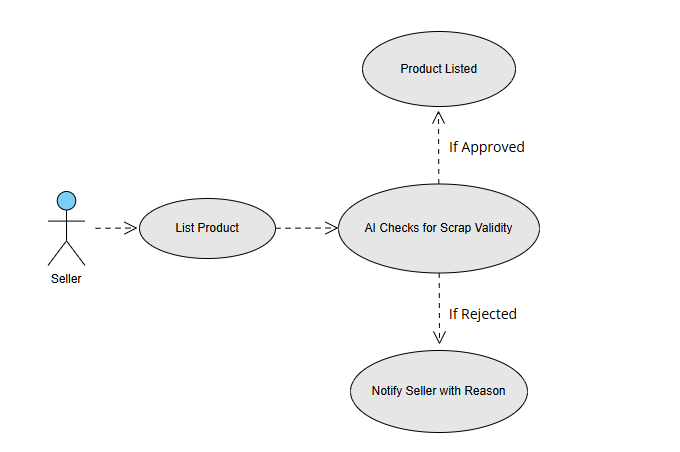 Product Listed
If Approved
Seller
List Product
AI Checks for Scrap Validity
If Rejected
Notify Seller with Reason